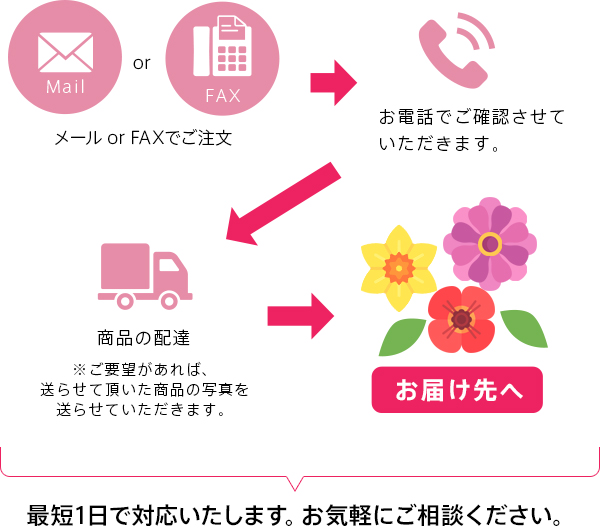 Mail
or
FAX
メール or FAXでご注文
お電話でご確認させて
いただきます。
商品の配達
※ご要望があれば、
送らせて頂いた商品の写真を
送らせていただきます。
お届け先へ
最短1日で対応いたします。お気軽にご相談ください。